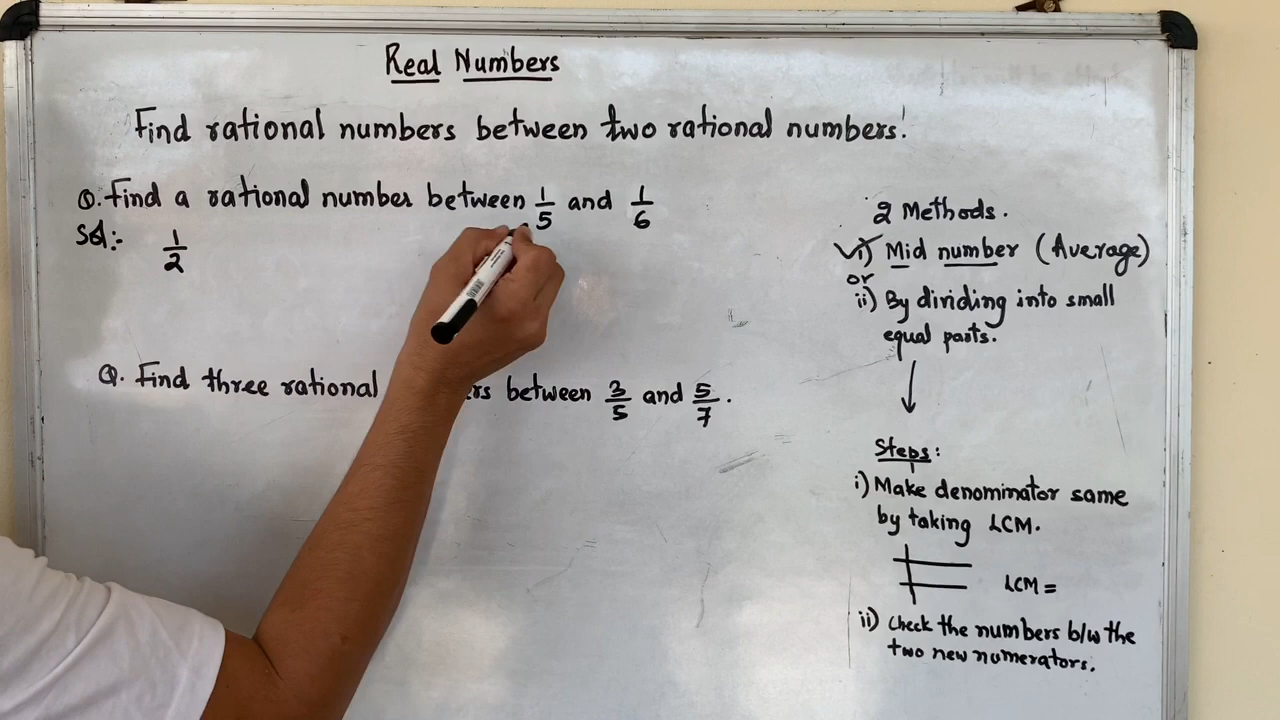 Real Numbers
Find rational numbers between two rational numbers!
Q. Find a rational number between 1/5 and 1/6
Sol:- 1/2
Q. Find three rational ers between 3/5 and 5/7.
2 Methods.
✓i) Mid number (Average)
or
ii) By dividing into small
equal parts.
Steps:
i) Make denominator same
by taking LCM.
LCM =
ii) Check the numbers b/w the
two new numerators.